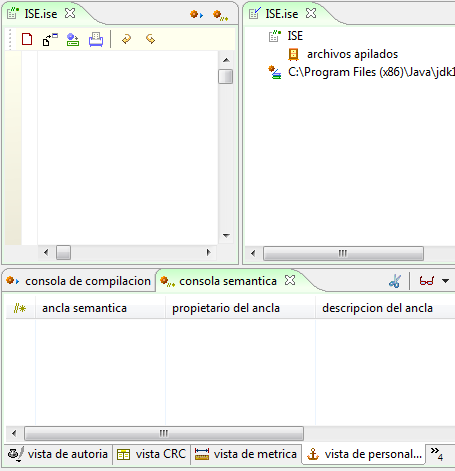 ISE.ise
ISE.ise
ISE
archivos apilados
C:\Program Files (x86)\Java\jdk1
consola de compilacion
consola semantica
//*
ancla semantica
propietario del ancla
descripcion del ancla
vista de autoria
vista CRC
vista de metrica
vista de personal...
»4